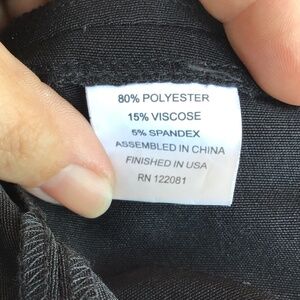 80% POLYESTER
15% VISCOSE
5% SPANDEX
ASSEMBLED IN CHINA
FINISHED IN USA
RN 122081